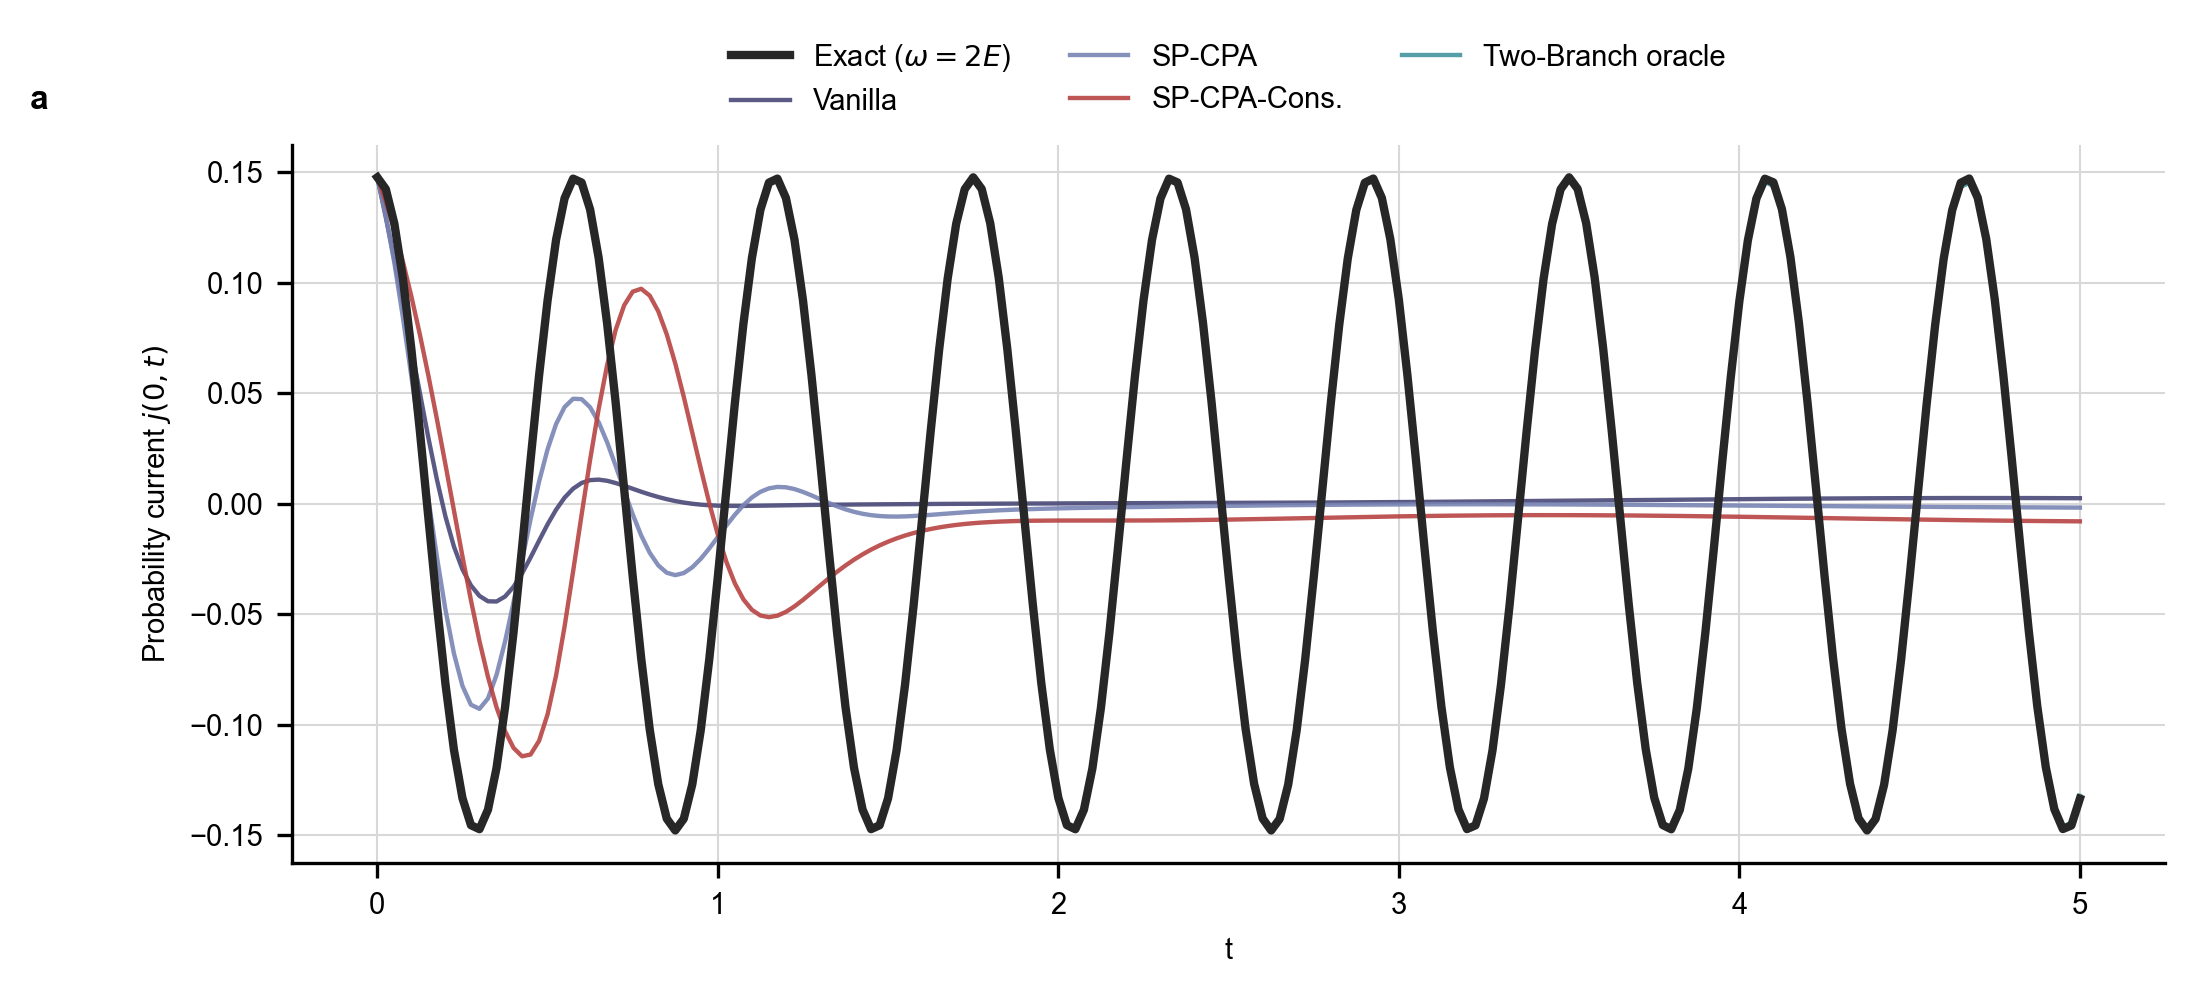 Exact (ω = 2E)
SP-CPA
Two-Branch oracle
Vanilla
SP-CPA-Cons.
a
Probability current j(0, t)
0.15
0.10
0.05
0.00
−0.05
−0.10
−0.15
0 1 2 3 4 5
t